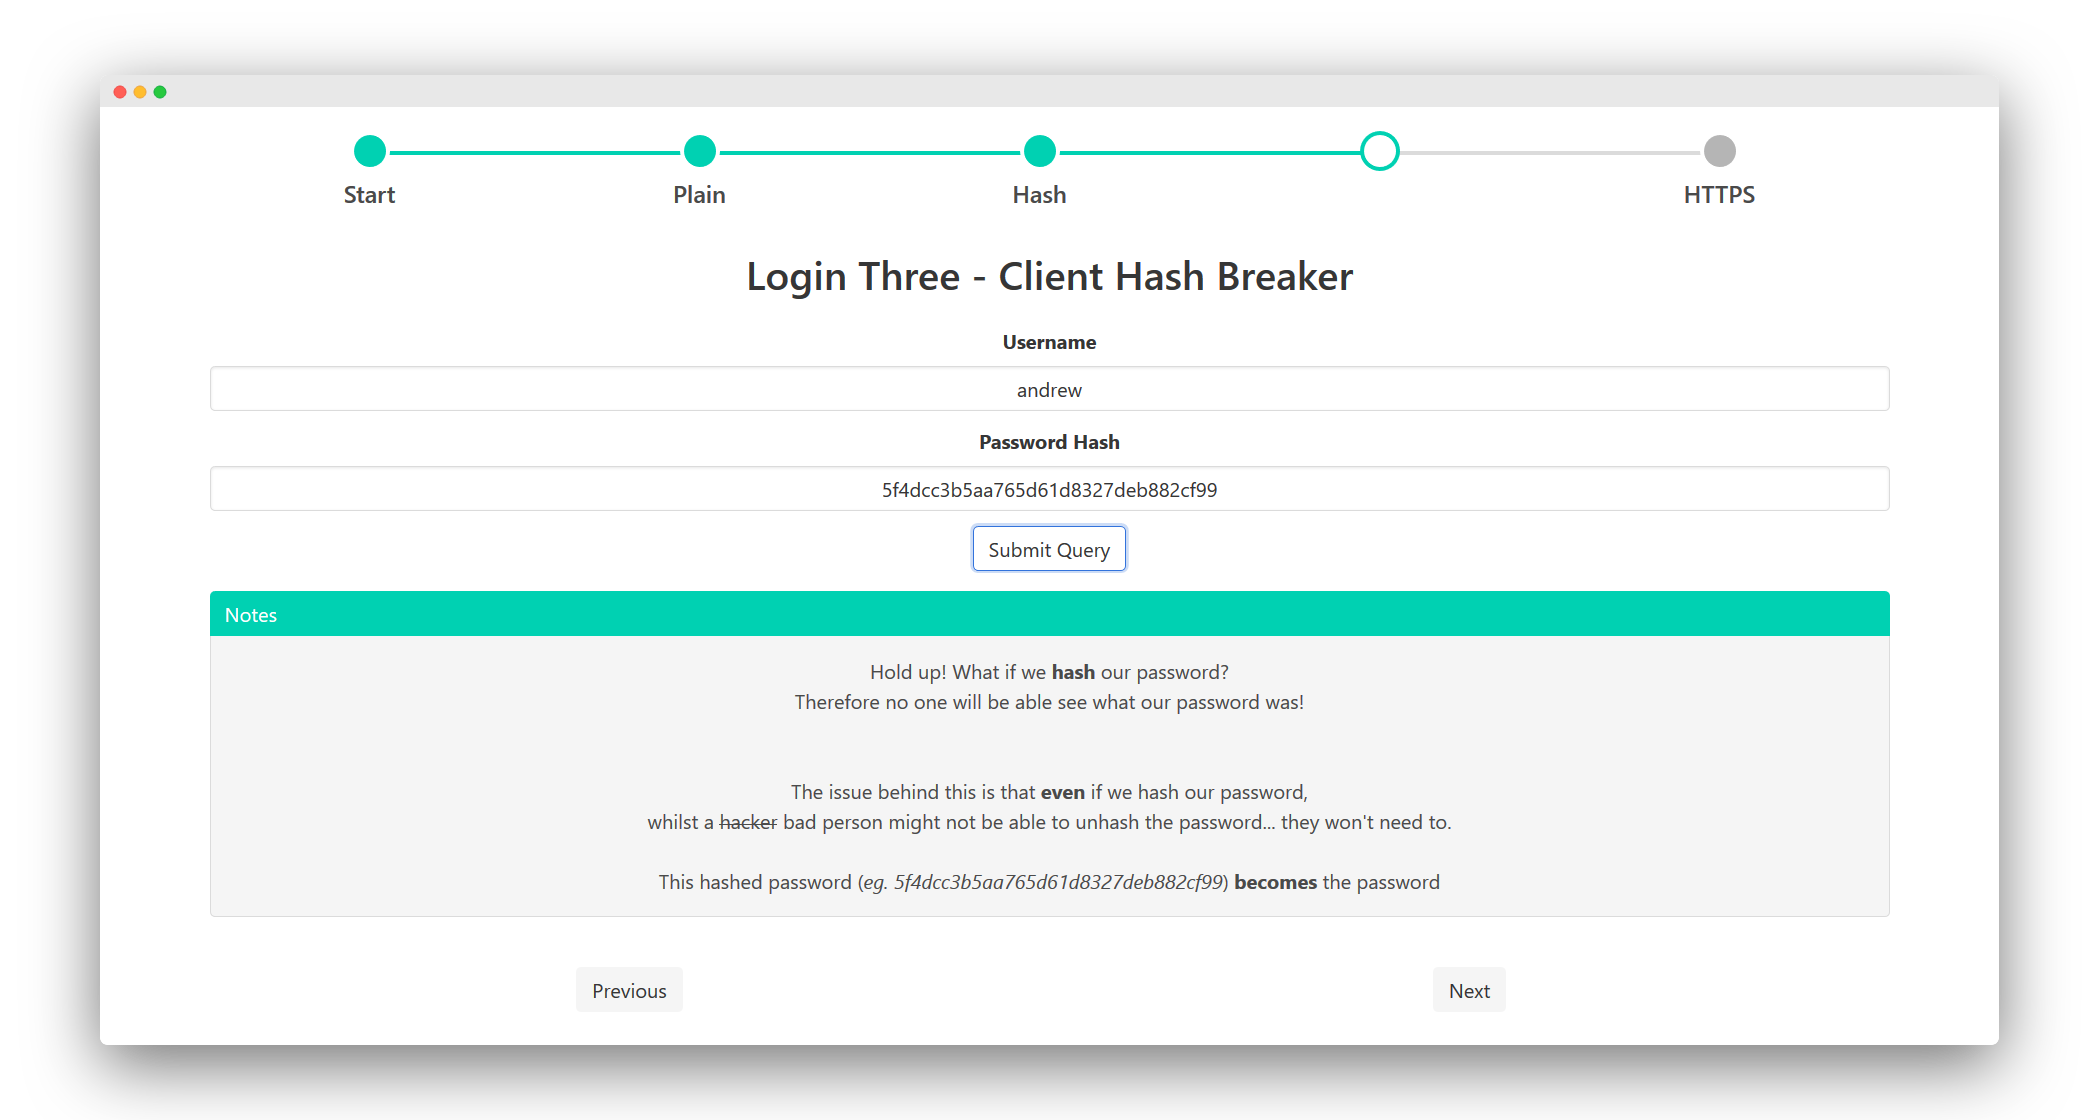 Start
Plain
Hash
HTTPS
Login Three - Client Hash Breaker
Username
andrew
Password Hash
5f4dcc3b5aa765d61d8327deb882cf99
Submit Query
Notes
Hold up! What if we hash our password?
Therefore no one will be able see what our password was!
The issue behind this is that even if we hash our password,
whilst a hacker bad person might not be able to unhash the password... they won't need to.
This hashed password (eg. 5f4dcc3b5aa765d61d8327deb882cf99) becomes the password
Previous
Next